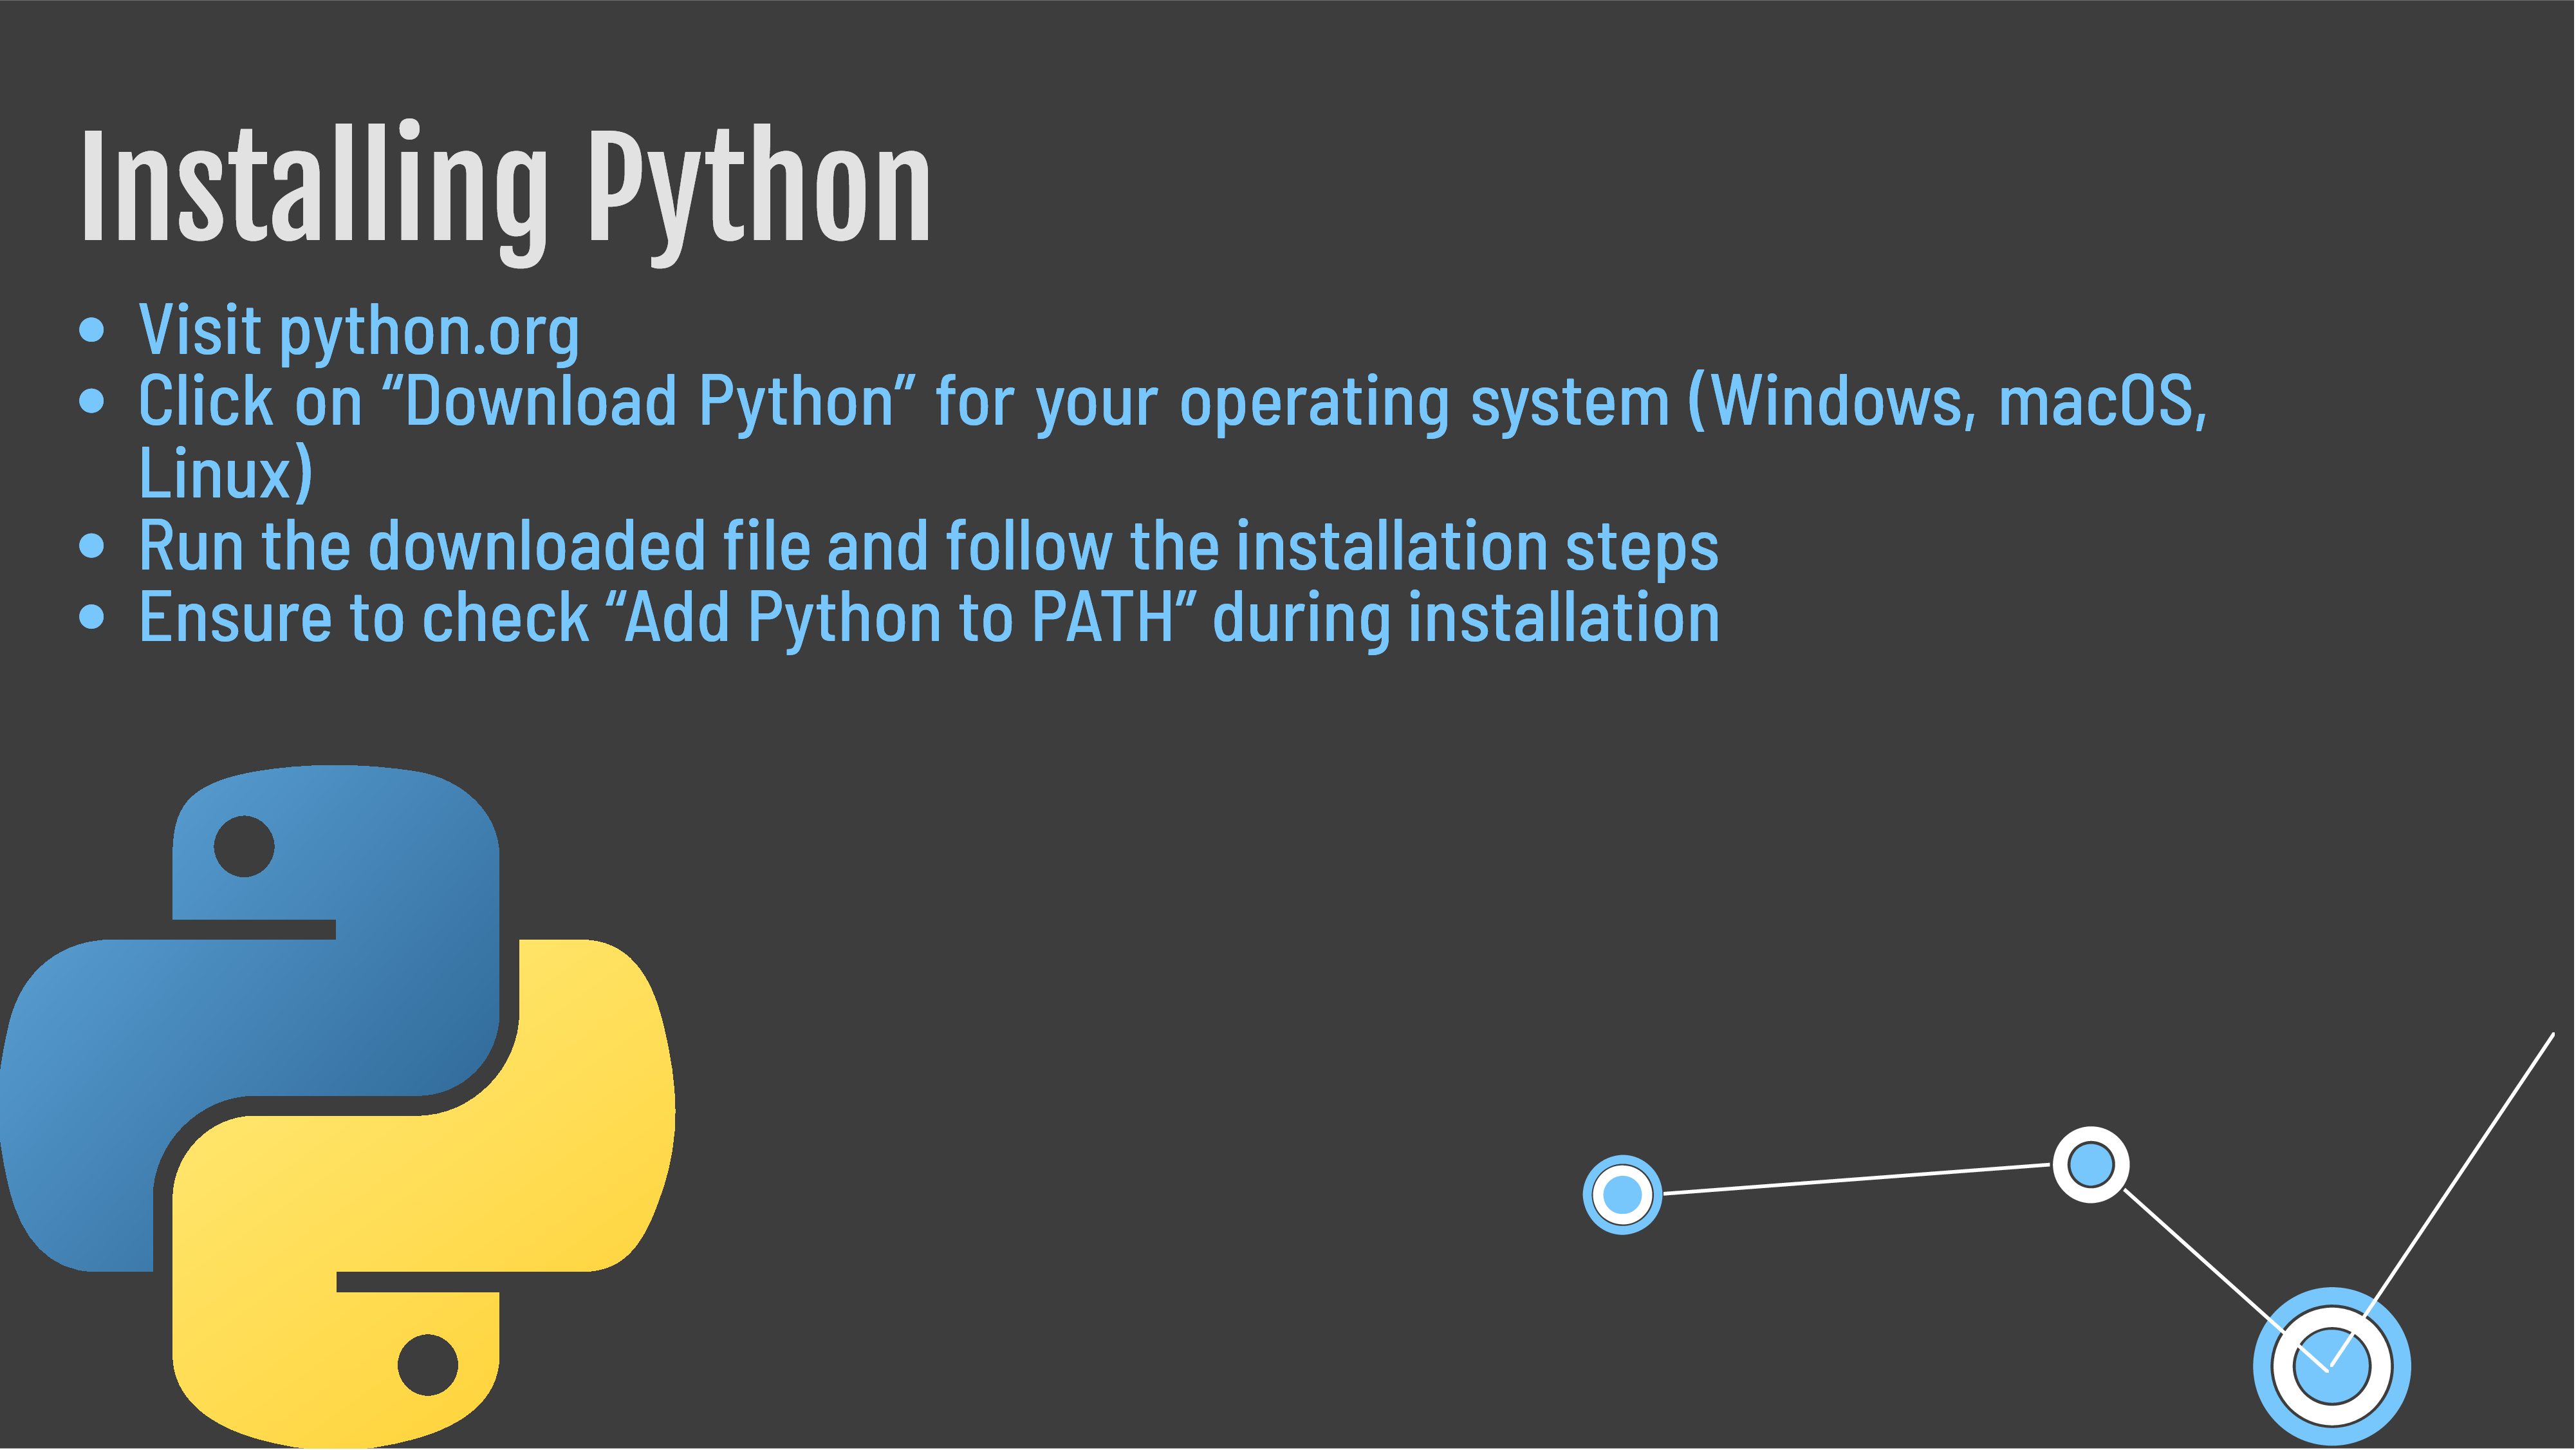 Installing Python
• Visit python.org
• Click on “Download Python” for your operating system (Windows, macOS,
Linux)
• Run the downloaded file and follow the installation steps
• Ensure to check “Add Python to PATH” during installation